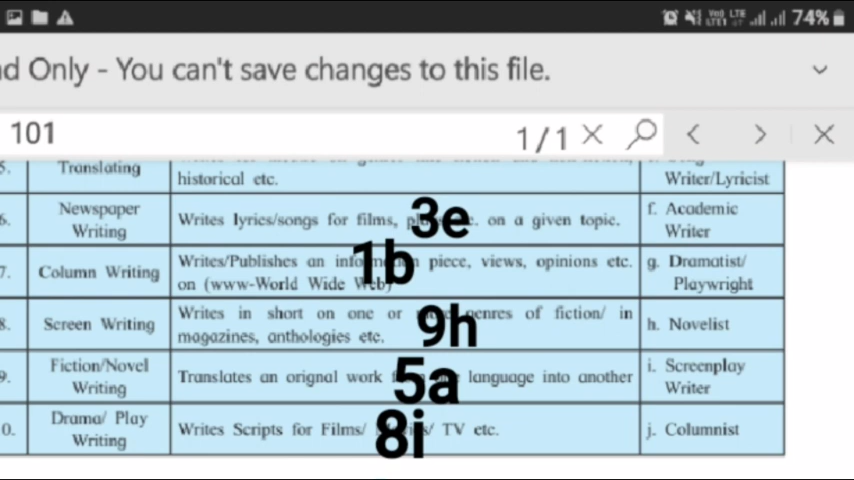 74%
d Only - You can't save changes to this file.
101 1/1
5. Translating historical etc. Writer/Lyricist
6. Newspaper Writing Writes lyrics/songs for films, etc. on a given topic. f. Academic Writer
3e
7. Column Writing Writes/Publishes an piece, views, opinions etc. on (www-World Wide Web) g. Dramatist/ Playwright
1b
8. Screen Writing Writes in short on one or genres of fiction/ in magazines, anthologies etc. h. Novelist
9h
9. Fiction/Novel Writing Translates an orignal work language into another i. Screenplay Writer
5a
0. Drama/ Play Writing Writes Scripts for Films/ / TV etc. j. Columnist
8i